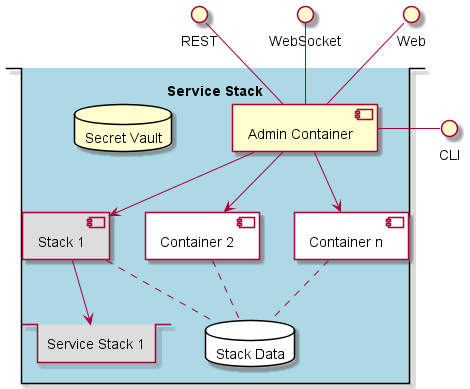 REST
WebSocket
Web
Service Stack
Secret Vault
Admin Container
CLI
Stack 1
Container 2
Container n
Service Stack 1
Stack Data